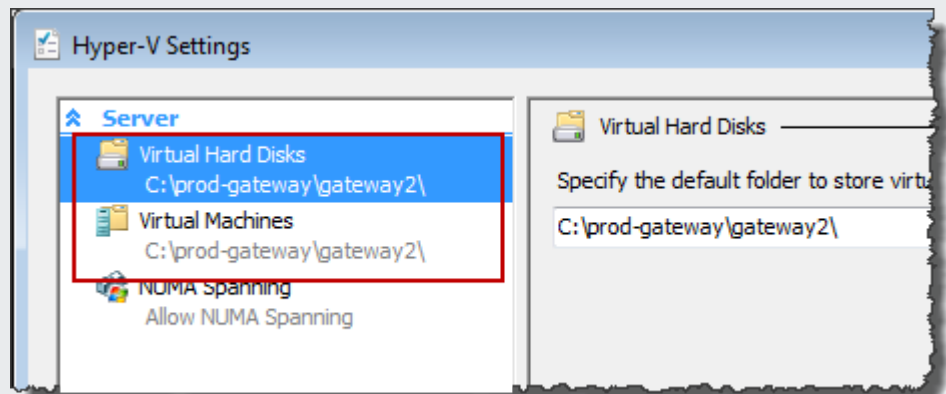 Hyper-V Settings
Server
Virtual Hard Disks
C:\prod-gateway\gateway2\
Virtual Machines
C:\prod-gateway\gateway2\
NUMA Spanning
Allow NUMA Spanning
Virtual Hard Disks
Specify the default folder to store
C:\prod-gateway\gateway2\